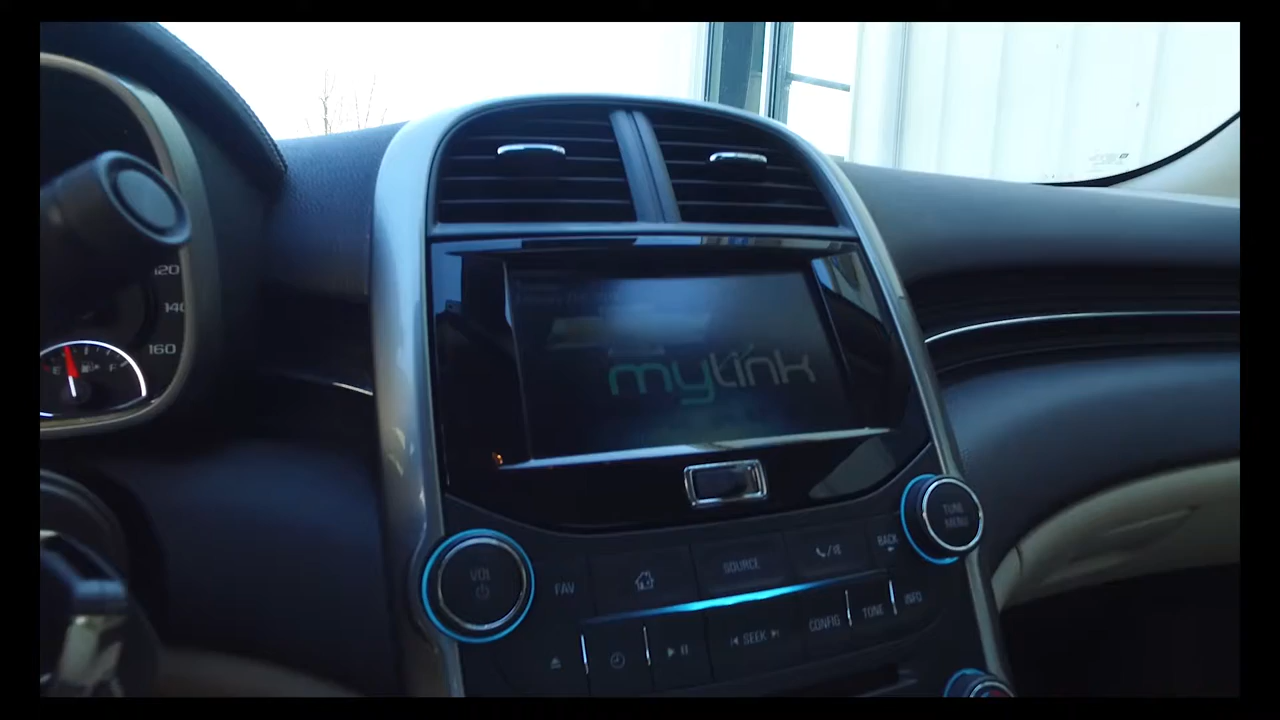 120
140
160
E
F
mylink
TUNE
MENU
VOL
FAV
SOURCE
BACK
SEEK
CONFIG
TONE
INFO